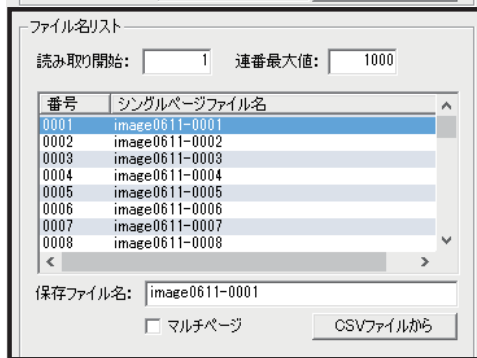 ファイル名リスト
読み取り開始: 1 連番最大値: 1000
番号 シングルページファイル名
0001 image0611-0001
0002 image0611-0002
0003 image0611-0003
0004 image0611-0004
0005 image0611-0005
0006 image0611-0006
0007 image0611-0007
0008 image0611-0008
保存ファイル名: image0611-0001
マルチページ CSVファイルから